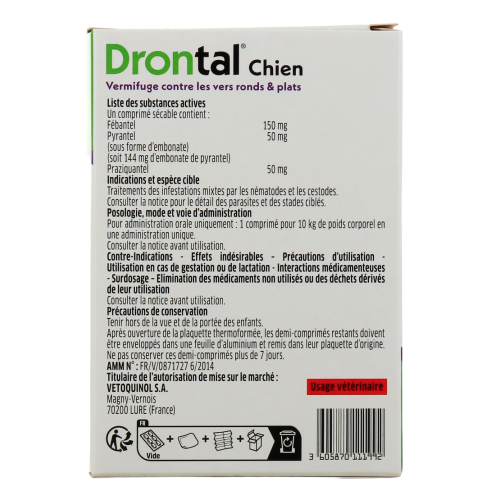 Drontal® Chien
Vermifuge contre les vers ronds & plats
Liste des substances actives
Un comprimé sécable contient :
Fébantel 150 mg
Pyrantel 50 mg
(sous forme d'embonate)
(soit 144 mg d'embonate de pyrantel)
Praziquantel 50 mg
Indications et espèce cible
Traitements des infestations mixtes par les nématodes et les cestodes.
Consulter la notice pour le détail des parasites et des stades ciblés.
Posologie, mode et voie d'administration
Pour administration orale uniquement : 1 comprimé pour 10 kg de poids corporel en
une administration unique.
Consulter la notice avant utilisation.
Contre-Indications - Effets indésirables - Précautions d'utilisation -
Utilisation en cas de gestation ou de lactation - Interactions médicamenteuses
- Surdosage - Elimination des médicaments non utilisés ou des déchets dérivés
de leur utilisation
Consulter la notice avant utilisation.
Précautions de conservation
Tenir hors de la vue et de la portée des enfants.
Après ouverture de la plaquette thermoformée, les demi-comprimés restants doivent
être enveloppés dans une feuille d'aluminium et remis dans leur plaquette d'origine.
Ne pas conserver ces demi-comprimés plus de 7 jours.
AMM N° : FR/V/0871727 6/2014
Titulaire de l'autorisation de mise sur le marché :
VETOQUINOL S.A.
Magny-Vernois
70200 LURE (France)
Usage vétérinaire
FR
Vide
3 605870 111992